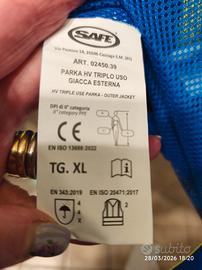 SAFE
ART. 02450.39
PARKA HV TRIPLO USO
GIACCA ESTERNA
HV TRIPLE USE PARKA - OUTER JACKET
DPI di II° categoria
II° category PPE
CE
EN ISO 13688:2022
TG. XL
EN 343:2019
EN ISO 20471:2017
4
4
X
2
subito
28/03/2026 18:20